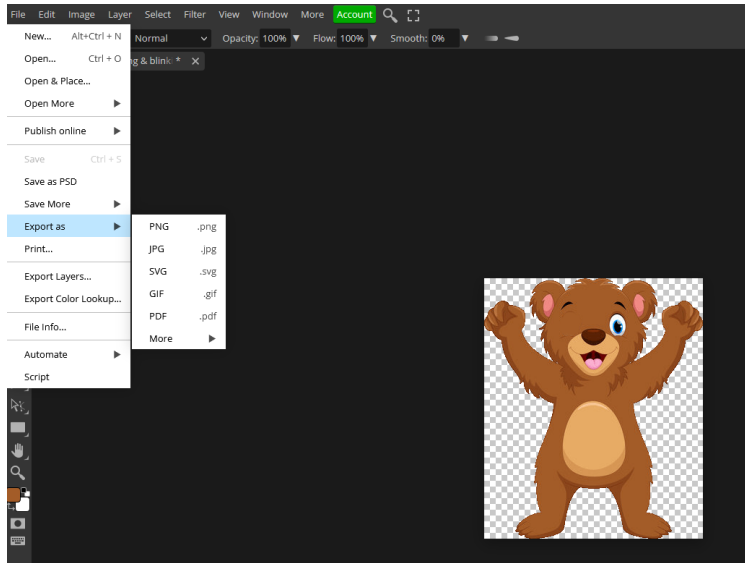 File Edit Image Layer Select Filter View Window More Account
New... Alt+Ctrl + N
Normal Opacity: 100% Flow: 100% Smooth: 0%
Open... Ctrl + O
& blink *
Open & Place...
Open More
Publish online
Save Ctrl + S
Save as PSD
Save More
Export as
PNG .png
Print...
JPG .jpg
Export Layers...
SVG .svg
Export Color Lookup...
GIF .gif
File Info...
PDF .pdf
More
Automate
Script